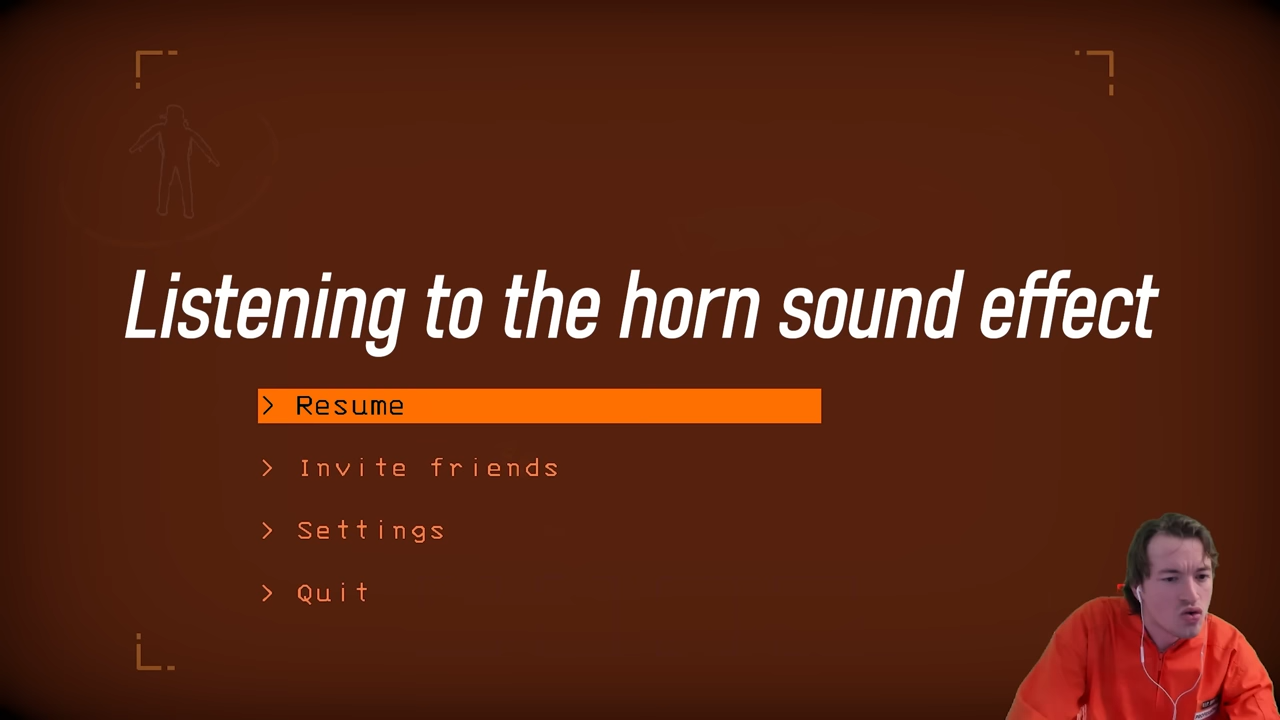 Listening to the horn sound effect
> Resume
> Invite friends
> Settings
> Quit